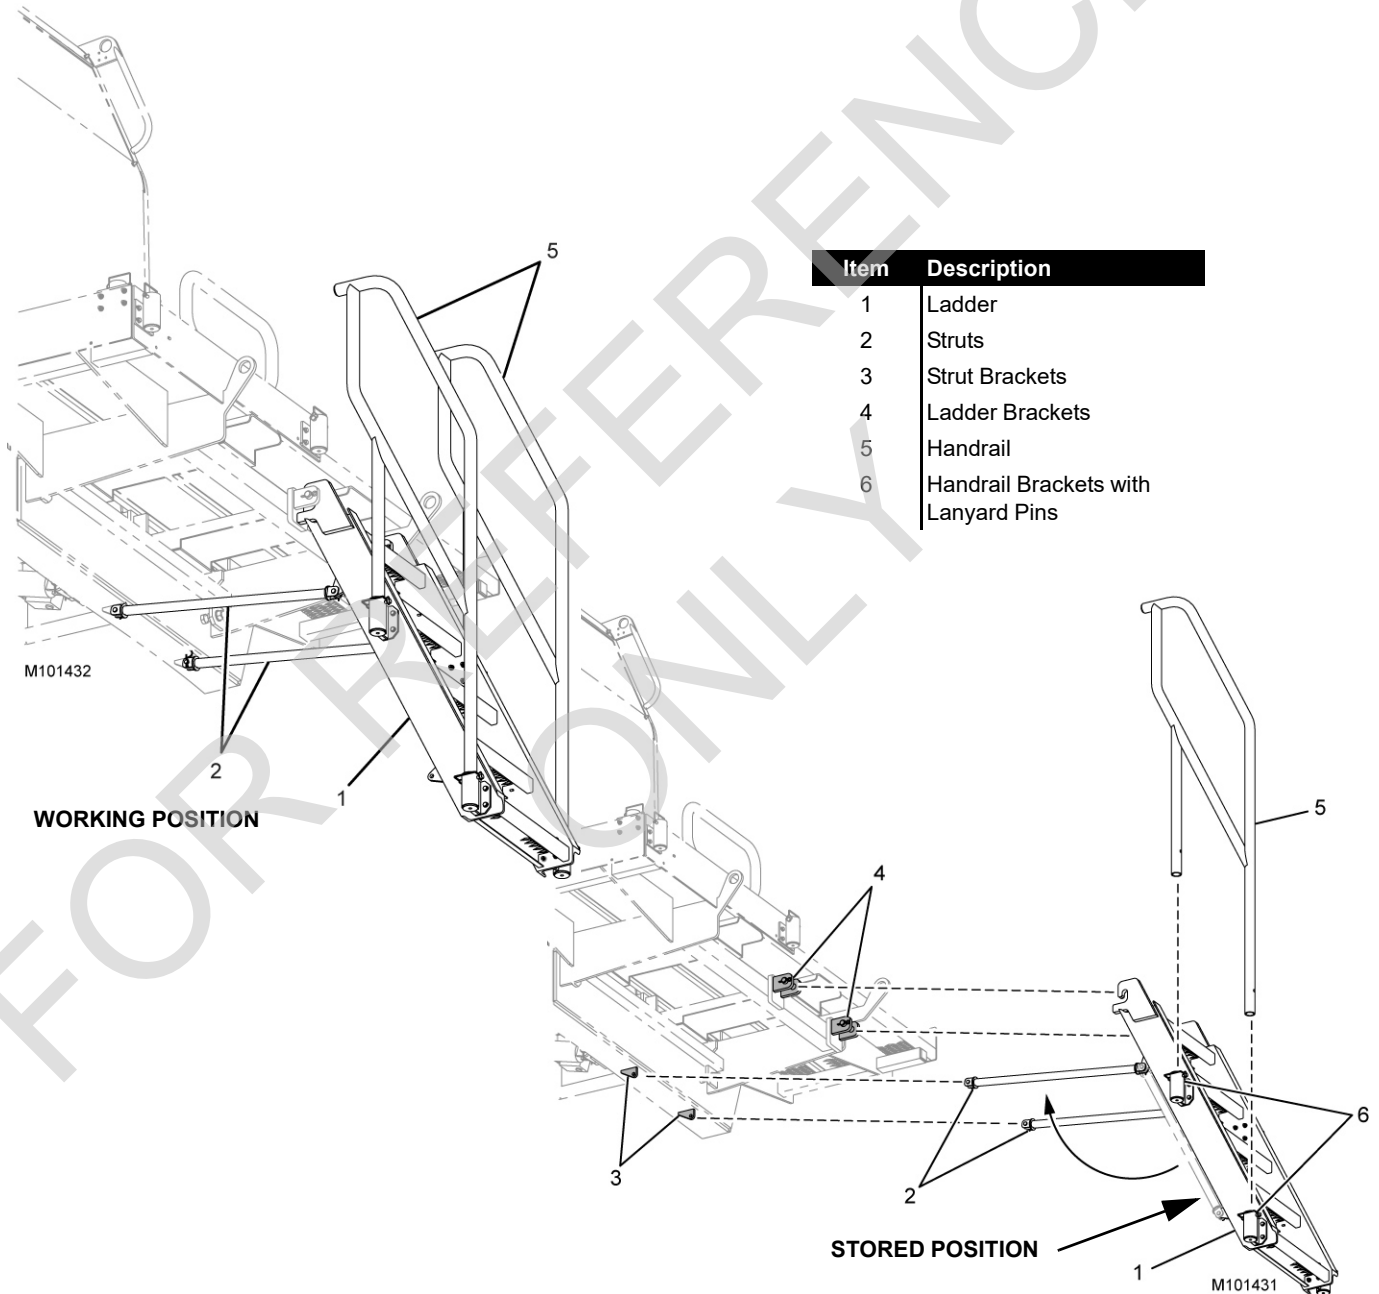 5
Item Description
1 Ladder
2 Struts
3 Strut Brackets
4 Ladder Brackets
5 Handrail
6 Handrail Brackets with
Lanyard Pins
M101432
2
1
WORKING POSITION
5
4
6
3
2
STORED POSITION
1
M101431
FOR REFERENCE
ONLY